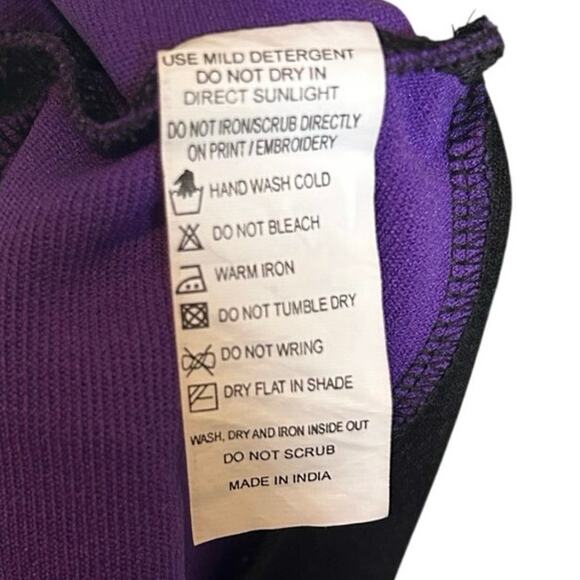 USE MILD DETERGENT
DO NOT DRY IN
DIRECT SUNLIGHT
DO NOT IRON/SCRUB DIRECTLY
ON PRINT / EMBROIDERY
HAND WASH COLD
DO NOT BLEACH
WARM IRON
DO NOT TUMBLE DRY
DO NOT WRING
DRY FLAT IN SHADE
WASH, DRY AND IRON INSIDE OUT
DO NOT SCRUB
MADE IN INDIA